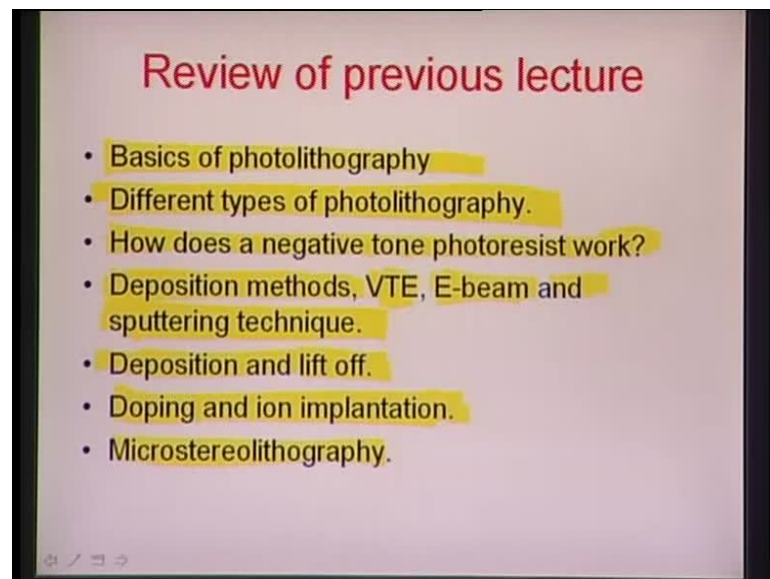 Review of previous lecture
• Basics of photolithography
• Different types of photolithography.
• How does a negative tone photoresist work?
• Deposition methods, VTE, E-beam and
sputtering technique.
• Deposition and lift off.
• Doping and ion implantation.
• Microstereolithography.